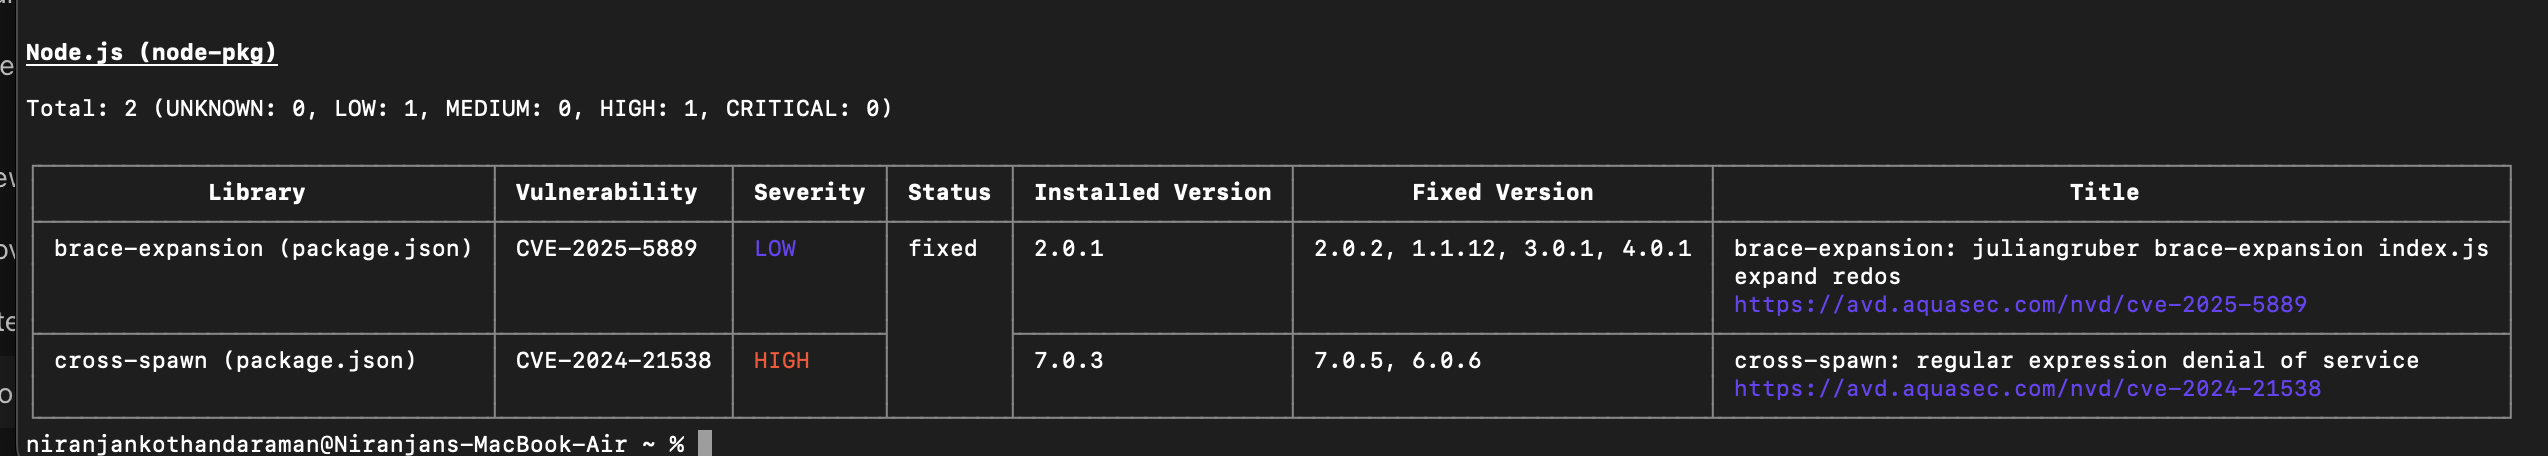 Node.js (node-pkg)
Total: 2 (UNKNOWN: 0, LOW: 1, MEDIUM: 0, HIGH: 1, CRITICAL: 0)
Library Vulnerability Severity Status Installed Version Fixed Version Title
brace-expansion (package.json) CVE-2025-5889 LOW fixed 2.0.1 2.0.2, 1.1.12, 3.0.1, 4.0.1 brace-expansion: juliangruber brace-expansion index.js
expand redos
https://avd.aquasec.com/nvd/cve-2025-5889
cross-spawn (package.json) CVE-2024-21538 HIGH 7.0.3 7.0.5, 6.0.6 cross-spawn: regular expression denial of service
https://avd.aquasec.com/nvd/cve-2024-21538
niranjankothandaraman@Niranjans-MacBook-Air ~ %